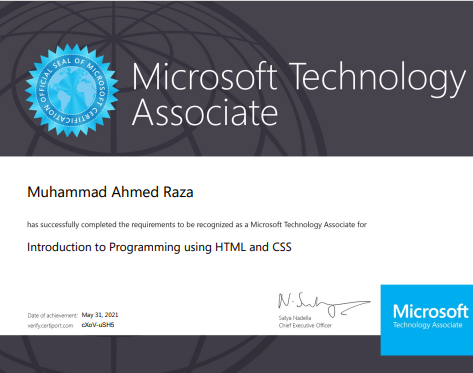 OFFICIAL SEAL OF MICROSOFT CERTIFICATION
Microsoft Technology
Associate
Muhammad Ahmed Raza
has successfully completed the requirements to be recognized as a Microsoft Technology Associate for
Introduction to Programming using HTML and CSS
Date of achievement: May 31, 2021
verify.certiport.com cXoV-uSH5
Satya Nadella
Chief Executive Officer
Microsoft
Technology Associate